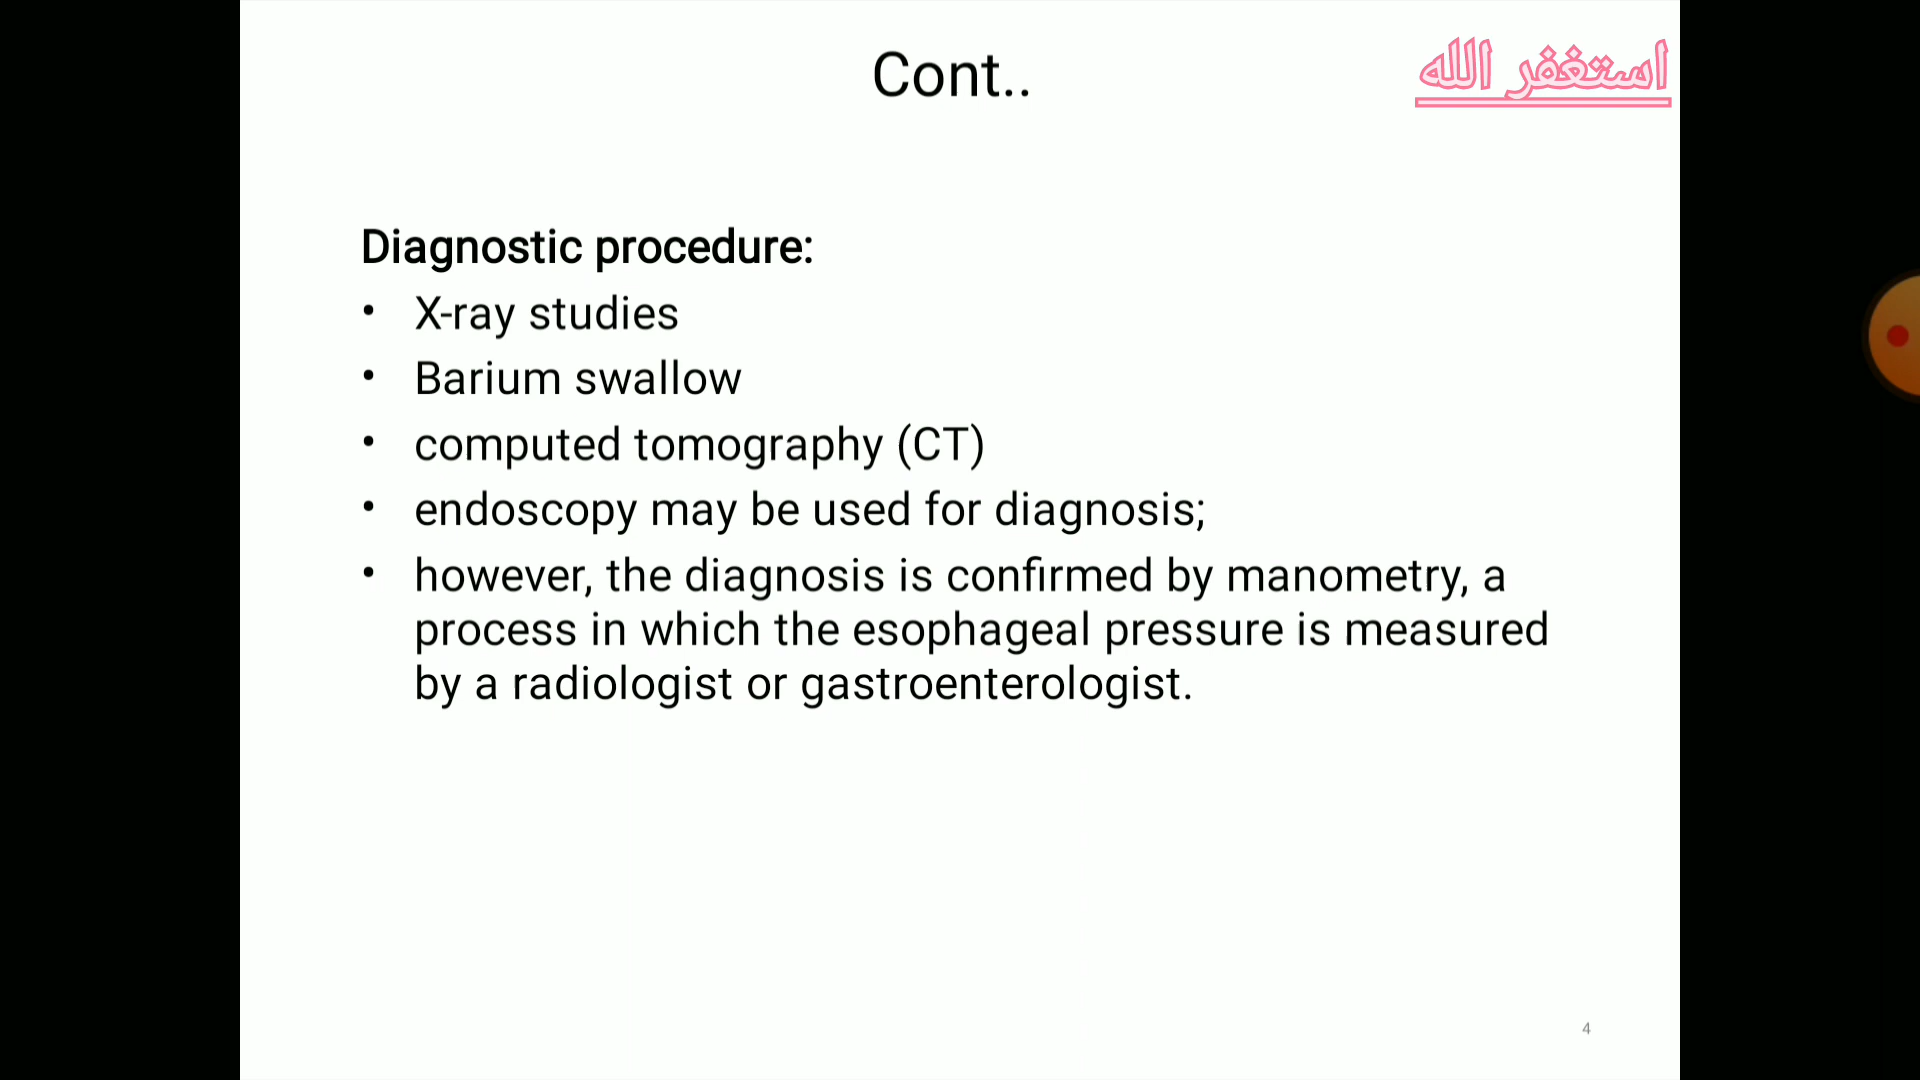 Cont..
استغفر الله
Diagnostic procedure:
• X-ray studies
• Barium swallow
• computed tomography (CT)
• endoscopy may be used for diagnosis;
• however, the diagnosis is confirmed by manometry, a
process in which the esophageal pressure is measured
by a radiologist or gastroenterologist.
4